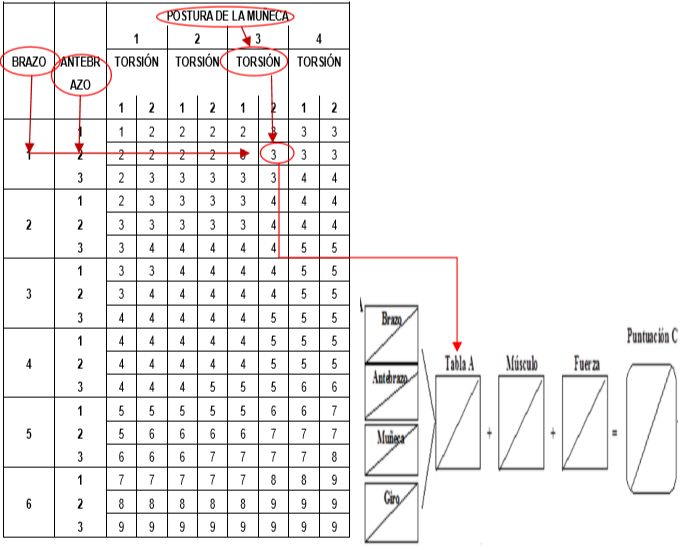 POSTURA DE LA MUÑECA
1 2 3 4
BRAZO ANTEBRAZO TORSIÓN TORSIÓN TORSIÓN TORSIÓN
1 2 1 2 1 2 1 2
1 1 2 2 2 2 3 3 3
1 2 2 2 2 2 3 3 3 3
3 2 3 3 3 3 3 4 4
1 2 3 3 3 3 4 4 4
2 2 3 3 3 3 3 4 4 4
3 3 4 4 4 4 4 5 5
1 3 3 4 4 4 4 5 5
3 2 3 4 4 4 4 4 5 5
3 4 4 4 4 4 5 5 5
1 4 4 4 4 4 5 5 5
4 2 4 4 4 4 4 5 5 5
3 4 4 4 5 5 5 6 6
1 5 5 5 5 5 6 6 7
5 2 5 6 6 6 6 7 7 7
3 6 6 6 7 7 7 7 8
1 7 7 7 7 7 8 8 9
6 2 8 8 8 8 8 9 9 9
3 9 9 9 9 9 9 9 9
Brazo
Antebrazo
Muñeca
Giro
Tabla A + Músculo + Fuerza = Puntuación C